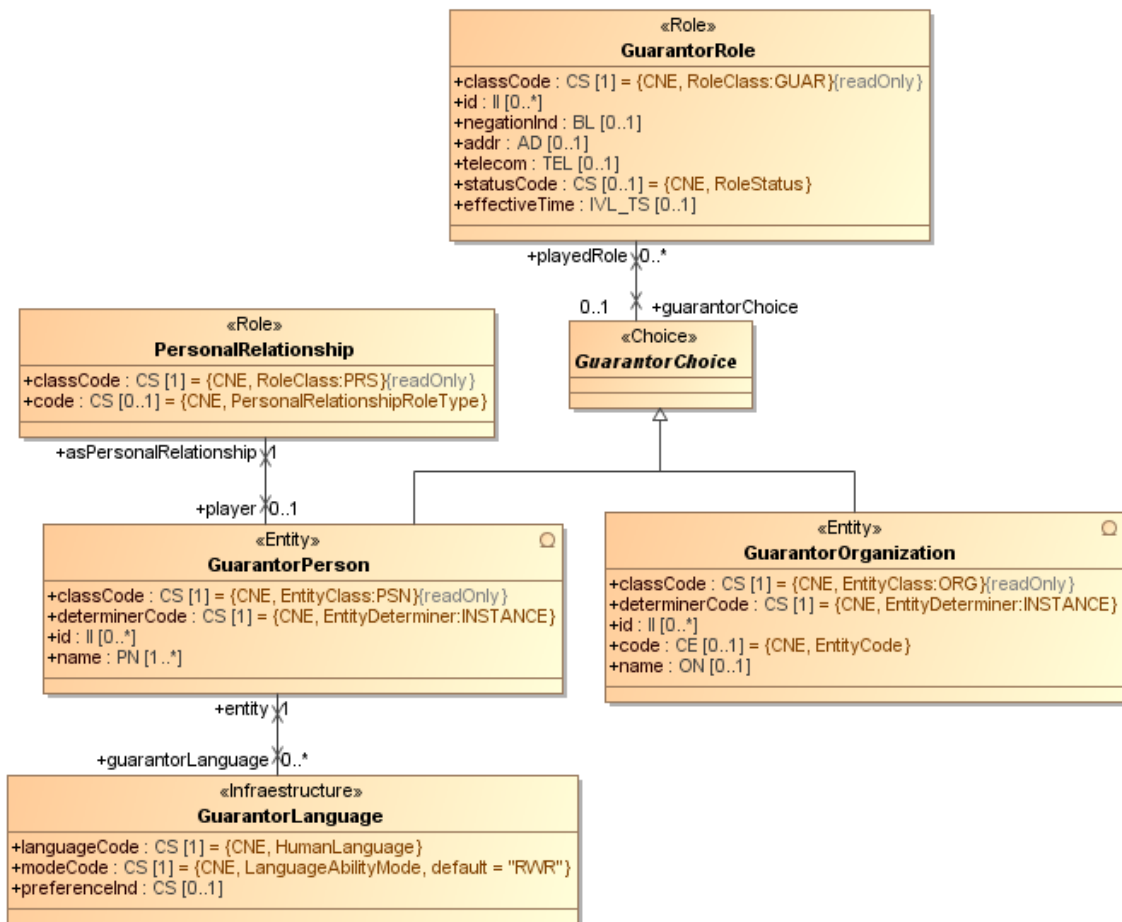 «Role»
GuarantorRole
+classCode : CS [1] = {CNE, RoleClass:GUAR}{readOnly}
+id : II [0..*]
+negationInd : BL [0..1]
+addr : AD [0..1]
+telecom : TEL [0..1]
+statusCode : CS [0..1] = {CNE, RoleStatus}
+effectiveTime : IVL_TS [0..1]
+playedRole 0..*
0..1 +guarantorChoice
«Choice»
GuarantorChoice
«Role»
PersonalRelationship
+classCode : CS [1] = {CNE, RoleClass:PRS}{readOnly}
+code : CS [0..1] = {CNE, PersonalRelationshipRoleType}
+asPersonalRelationship 1
+player 0..1
«Entity»
GuarantorPerson
+classCode : CS [1] = {CNE, EntityClass:PSN}{readOnly}
+determinerCode : CS [1] = {CNE, EntityDeterminer:INSTANCE}
+id : II [0..*]
+name : PN [1..*]
«Entity»
GuarantorOrganization
+classCode : CS [1] = {CNE, EntityClass:ORG}{readOnly}
+determinerCode : CS [1] = {CNE, EntityDeterminer:INSTANCE}
+id : II [0..*]
+code : CE [0..1] = {CNE, EntityCode}
+name : ON [0..1]
+entity 1
+guarantorLanguage 0..*
«Infraestructure»
GuarantorLanguage
+languageCode : CS [1] = {CNE, HumanLanguage}
+modeCode : CS [1] = {CNE, LanguageAbilityMode, default = "RWR"}
+preferenceInd : CS [0..1]